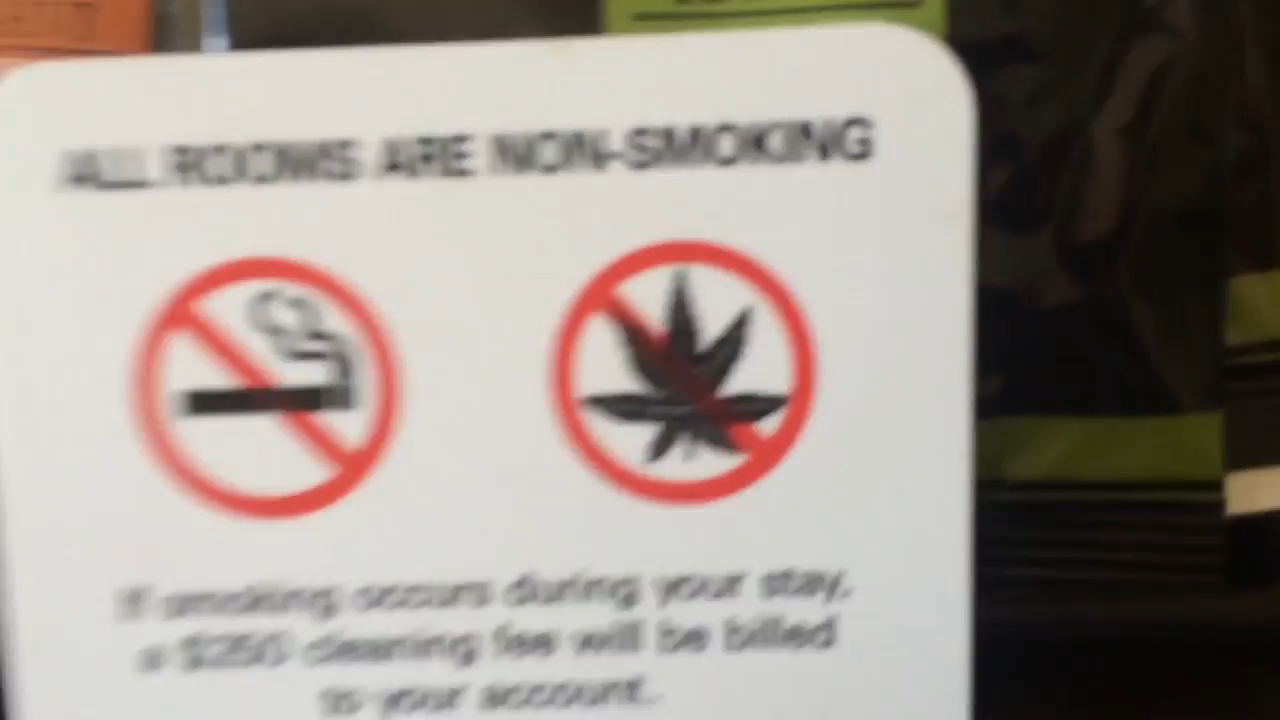 ALL ROOMS ARE NON-SMOKING
If smoking occurs during your stay,
a $250 cleaning fee will be billed
to your account.